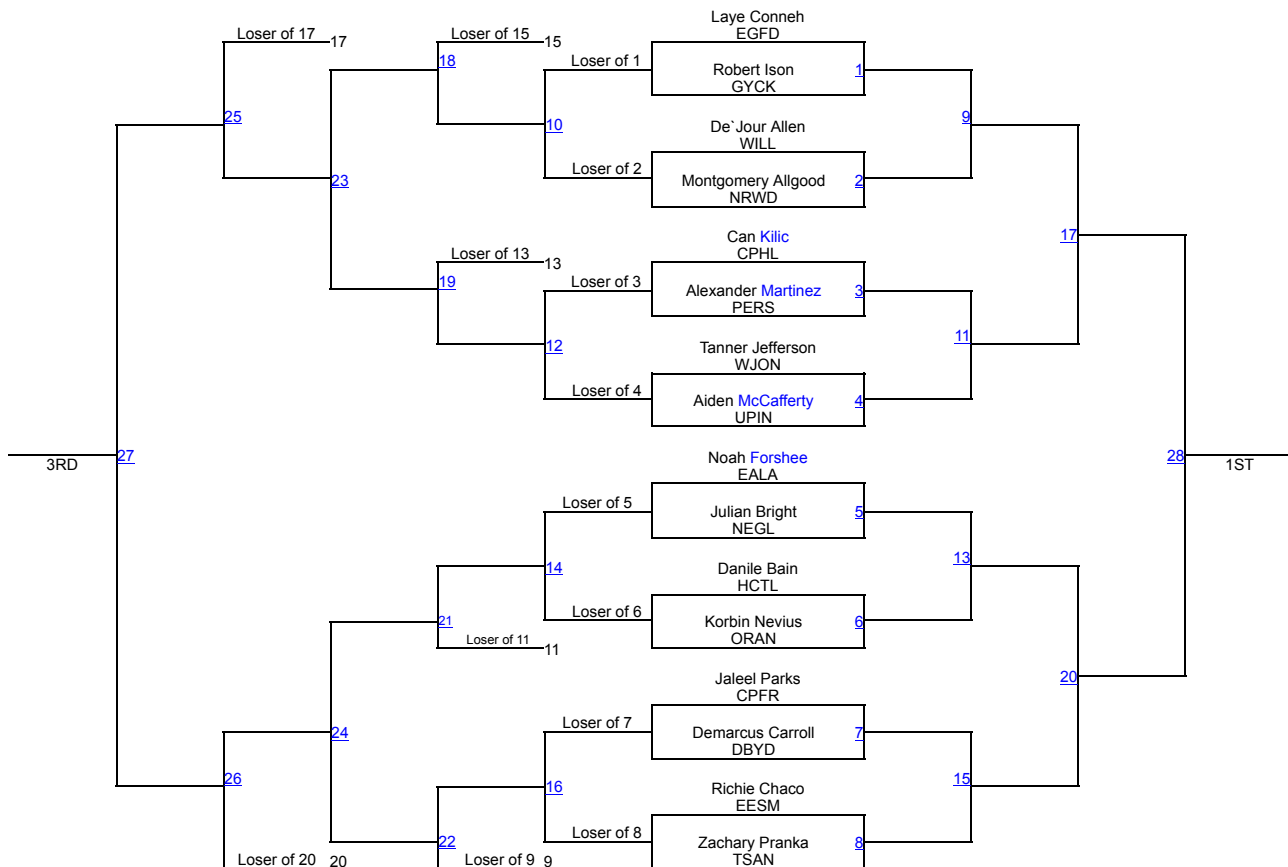 Laye Conneh
EGFD
Loser of 17 17
Loser of 15 15
18
Loser of 1
Robert Ison 1
GYCK
25
10
9
De`Jour Allen
WILL
23
Loser of 2
Montgomery Allgood 2
NRWD
Can Kilic
CPHL
17
Loser of 13 13
19
Loser of 3
Alexander Martinez 3
PERS
12
11
Tanner Jefferson
WJON
Loser of 4
Aiden McCafferty 4
UPIN
3RD
27
Noah Forshee
EALA
28
1ST
Loser of 5
Julian Bright 5
NEGL
14
13
Danile Bain
HCTL
21
Loser of 6
Korbin Nevius 6
ORAN
Loser of 11 11
Jaleel Parks
CPFR
20
24
Loser of 7
Demarcus Carroll 7
DBYD
26
16
15
Richie Chaco
EESM
22
Loser of 8
Zachary Pranka 8
TSAN
Loser of 20 20
Loser of 9 9